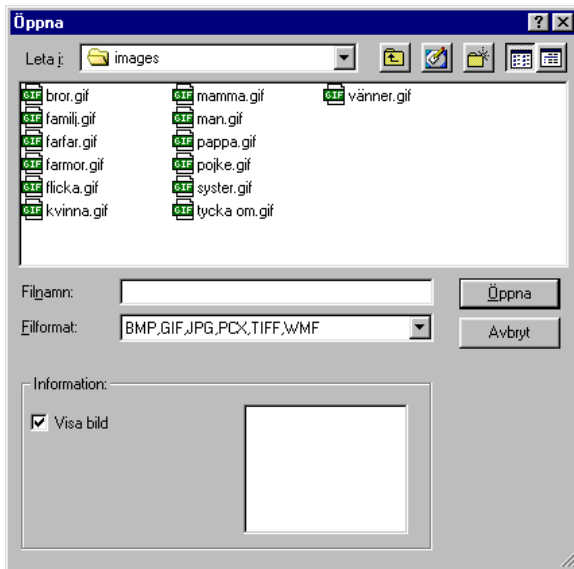 Öppna
Leta i: images
bror.gif
familj.gif
farfar.gif
farmor.gif
flicka.gif
kvinna.gif
mamma.gif
man.gif
pappa.gif
pojke.gif
syster.gif
tycka om.gif
vänner.gif
Filnamn:
Öppna
Filformat: BMP,GIF,JPG,PCX,TIFF,WMF
Avbryt
Information:
Visa bild